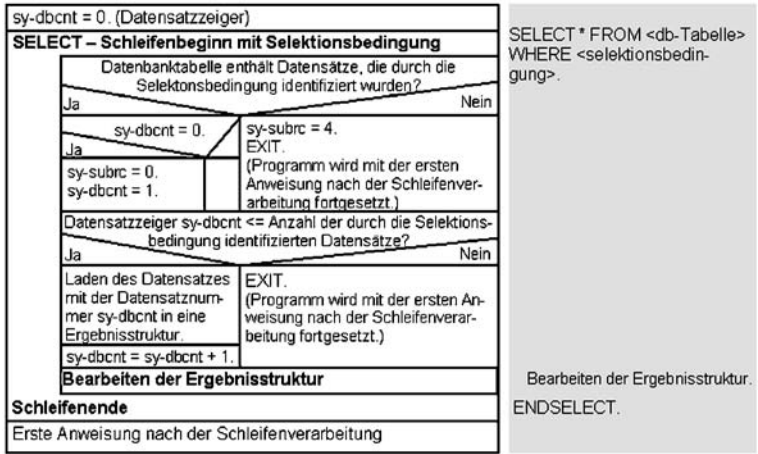 sy-dbcnt = 0. (Datensatzzeiger)
SELECT – Schleifenbeginn mit Selektionsbedingung
Datenbanktabelle enthält Datensätze, die durch die
Selektonsbedingung identifiziert wurden?
Ja
Nein
sy-dbcnt = 0.
Ja
sy-subrc = 0.
sy-dbcnt = 1.
sy-subrc = 4.
EXIT.
(Programm wird mit der ersten
Anweisung nach der Schleifenver-
arbeitung fortgesetzt.)
Datensatzzeiger sy-dbcnt <= Anzahl der durch die Selektions-
bedingung identifizierten Datensätze?
Ja
Nein
Laden des Datensatzes
mit der Datensatznum-
mer sy-dbcnt in eine
Ergebnisstruktur.
sy-dbcnt = sy-dbcnt + 1.
EXIT.
(Programm wird mit der ersten An-
weisung nach der Schleifenverar-
beitung fortgesetzt.)
Bearbeiten der Ergebnisstruktur
Schleifenende
Erste Anweisung nach der Schleifenverarbeitung
SELECT * FROM <db-Tabelle>
WHERE <selektionsbedin-
gung>.
Bearbeiten der Ergebnisstruktur.
ENDSELECT.